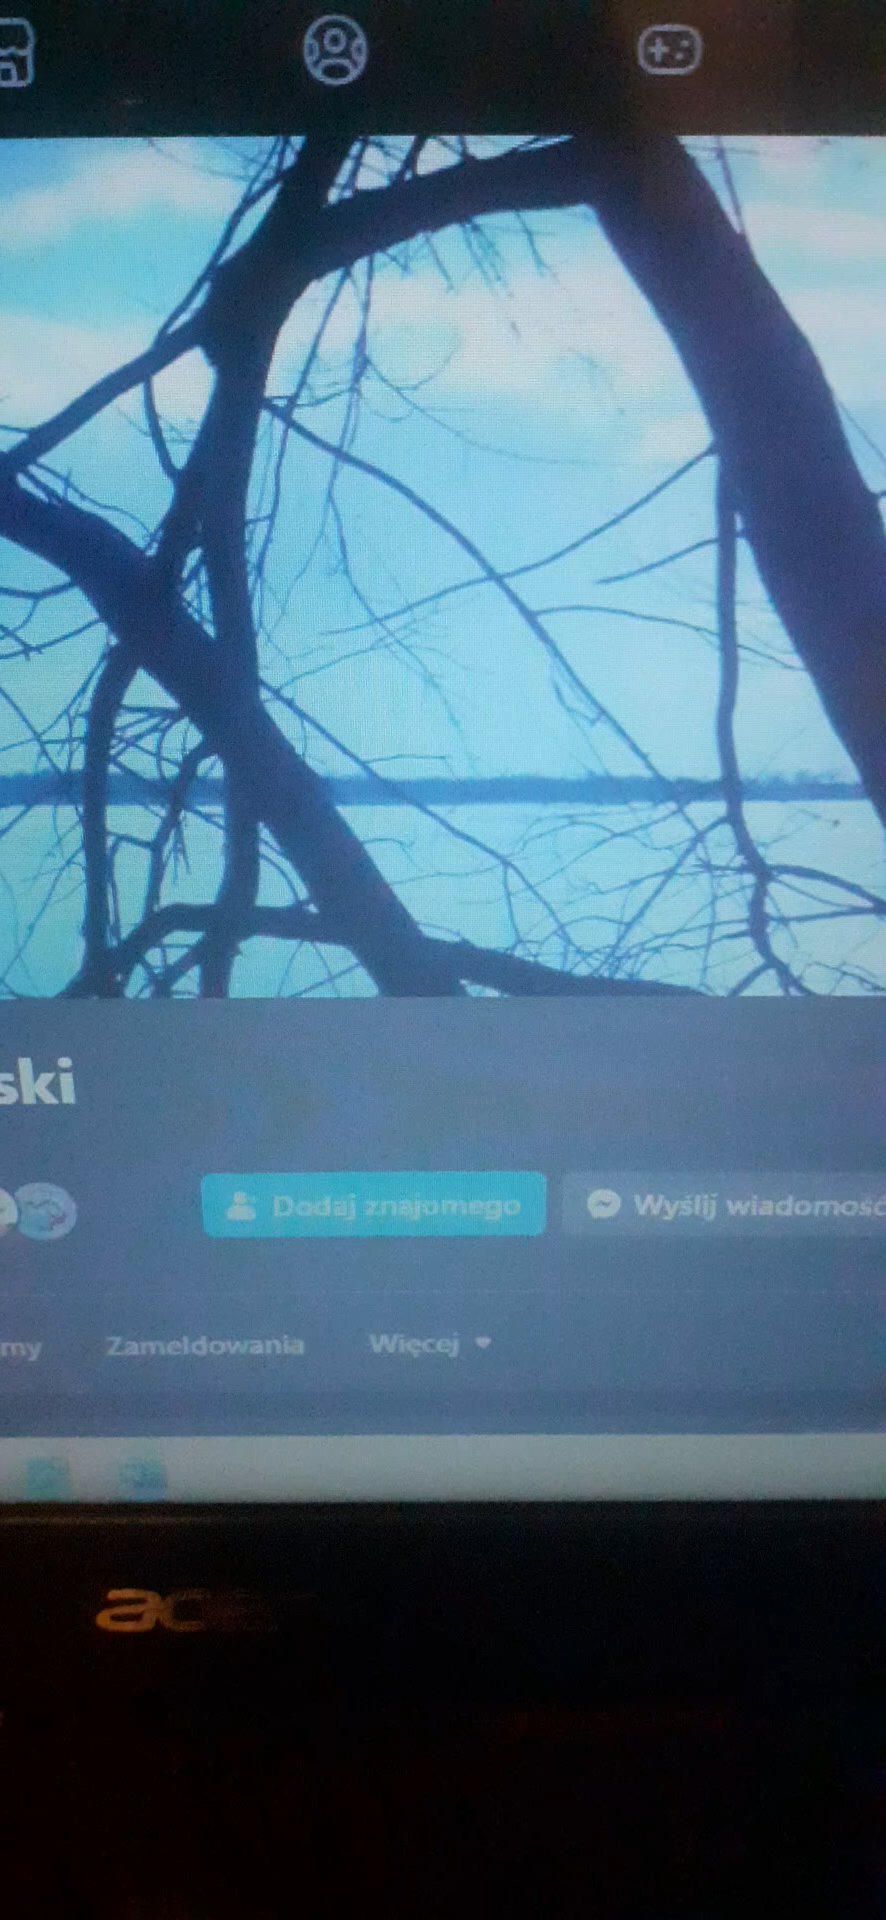 ski
Dodaj znajomego
Wyślij wiadomość
my
Zameldowania
Więcej
acer